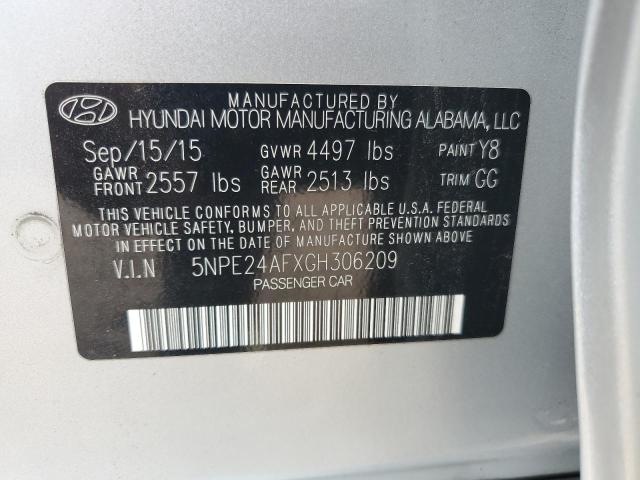 MANUFACTURED BY
HYUNDAI MOTOR MANUFACTURING ALABAMA, LLC
Sep/15/15 GVWR 4497 lbs PAINT Y8
GAWR FRONT 2557 lbs GAWR REAR 2513 lbs TRIM GG
THIS VEHICLE CONFORMS TO ALL APPLICABLE U.S.A. FEDERAL
MOTOR VEHICLE SAFETY, BUMPER, AND THEFT PREVENTION STANDARDS
IN EFFECT ON THE DATE OF MANUFACTURE SHOWN ABOVE.
V.I.N 5NPE24AFXGH306209
PASSENGER CAR